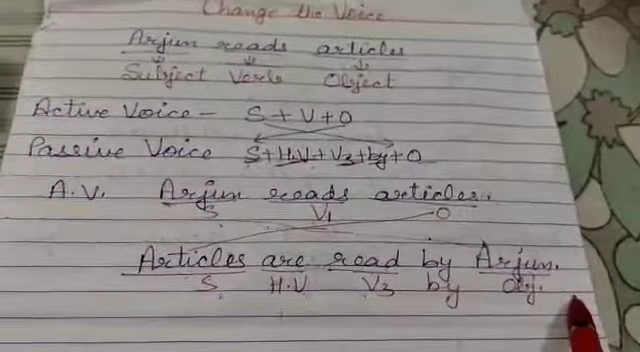 Change the Voice
Arjun reads articles
Subject Verb Object
Active Voice - S + V + O
Passive Voice S + H.V + V3 + by + O
A.V. Arjun reads articles.
S V1 O
Articles are read by Arjun.
S H.V V3 by Obj.